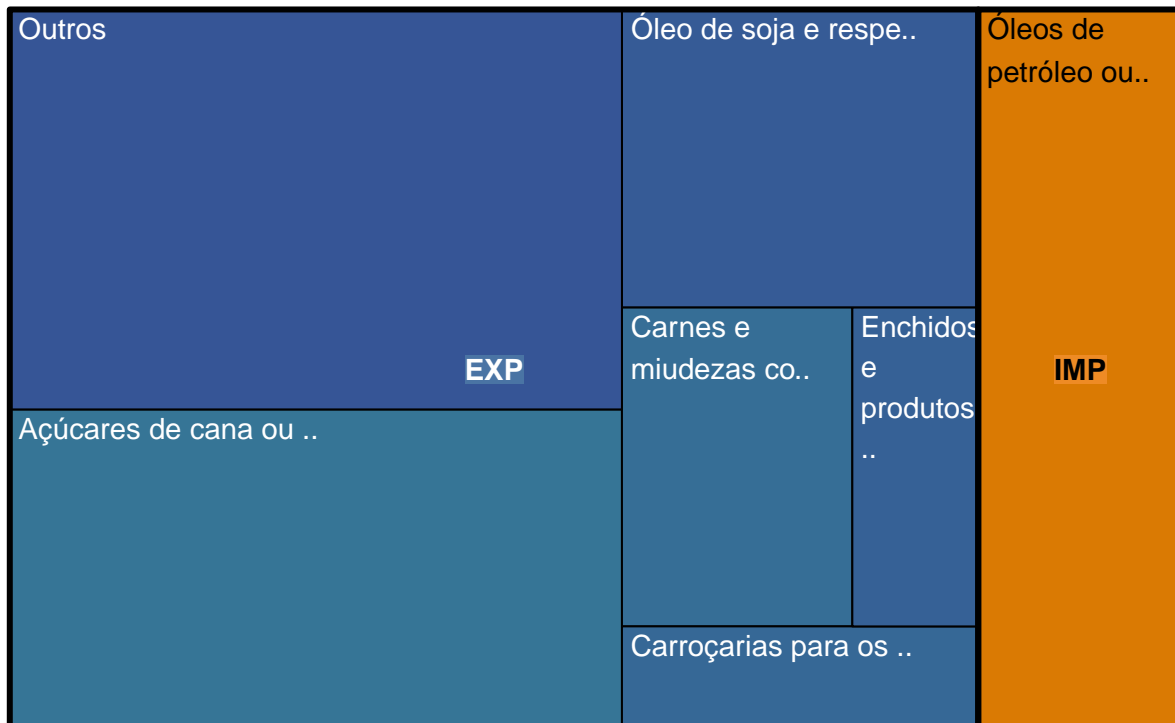 Outros
Óleo de soja e respe..
Óleos de
petróleo ou..
Carnes e
miudezas co..
Enchidos
e
produtos
..
EXP
IMP
Açúcares de cana ou ..
Carroçarias para os ..